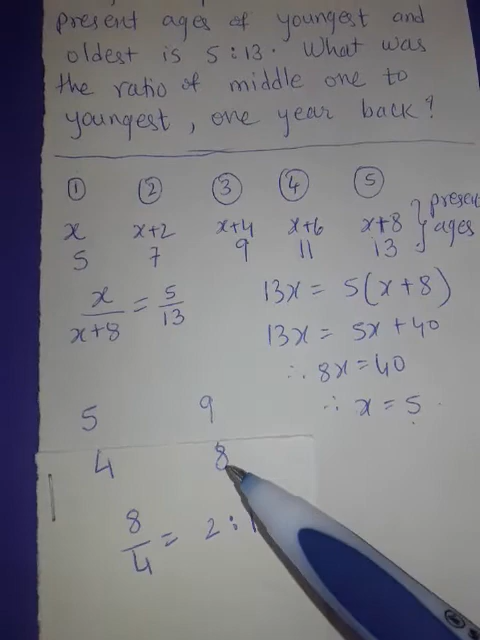 present ages of youngest and
oldest is 5:13. What was
the ratio of middle one to
youngest, one year back?
① ② ③ ④ ⑤
x x+2 x+4 x+6 x+8 } present ages
5 7 9 11 13
x/x+8 = 5/13
13x = 5(x+8)
13x = 5x+40
∴ 8x=40
∴ x=5
5 9
4 8
8/4 = 2:1